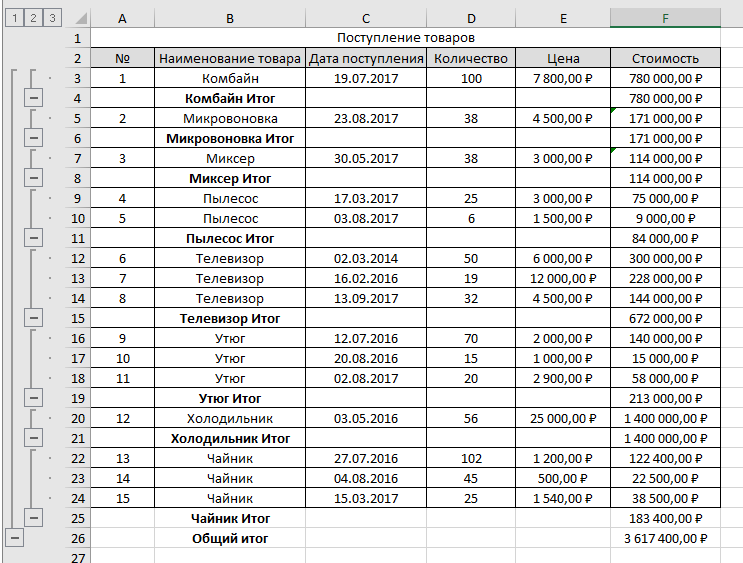 1 2 3 A B C D E F
1 Поступление товаров
2 № Наименование товара Дата поступления Количество Цена Стоимость
3 1 Комбайн 19.07.2017 100 7 800,00 ₽ 780 000,00 ₽
4 Комбайн Итог 780 000,00 ₽
5 2 Микровоновка 23.08.2017 38 4 500,00 ₽ 171 000,00 ₽
6 Микровоновка Итог 171 000,00 ₽
7 3 Миксер 30.05.2017 38 3 000,00 ₽ 114 000,00 ₽
8 Миксер Итог 114 000,00 ₽
9 4 Пылесос 17.03.2017 25 3 000,00 ₽ 75 000,00 ₽
10 5 Пылесос 03.08.2017 6 1 500,00 ₽ 9 000,00 ₽
11 Пылесос Итог 84 000,00 ₽
12 6 Телевизор 02.03.2014 50 6 000,00 ₽ 300 000,00 ₽
13 7 Телевизор 16.02.2016 19 12 000,00 ₽ 228 000,00 ₽
14 8 Телевизор 13.09.2017 32 4 500,00 ₽ 144 000,00 ₽
15 Телевизор Итог 672 000,00 ₽
16 9 Утюг 12.07.2016 70 2 000,00 ₽ 140 000,00 ₽
17 10 Утюг 20.08.2016 15 1 000,00 ₽ 15 000,00 ₽
18 11 Утюг 02.08.2017 20 2 900,00 ₽ 58 000,00 ₽
19 Утюг Итог 213 000,00 ₽
20 12 Холодильник 03.05.2016 56 25 000,00 ₽ 1 400 000,00 ₽
21 Холодильник Итог 1 400 000,00 ₽
22 13 Чайник 27.07.2016 102 1 200,00 ₽ 122 400,00 ₽
23 14 Чайник 04.08.2016 45 500,00 ₽ 22 500,00 ₽
24 15 Чайник 15.03.2017 25 1 540,00 ₽ 38 500,00 ₽
25 Чайник Итог 183 400,00 ₽
26 Общий итог 3 617 400,00 ₽
27